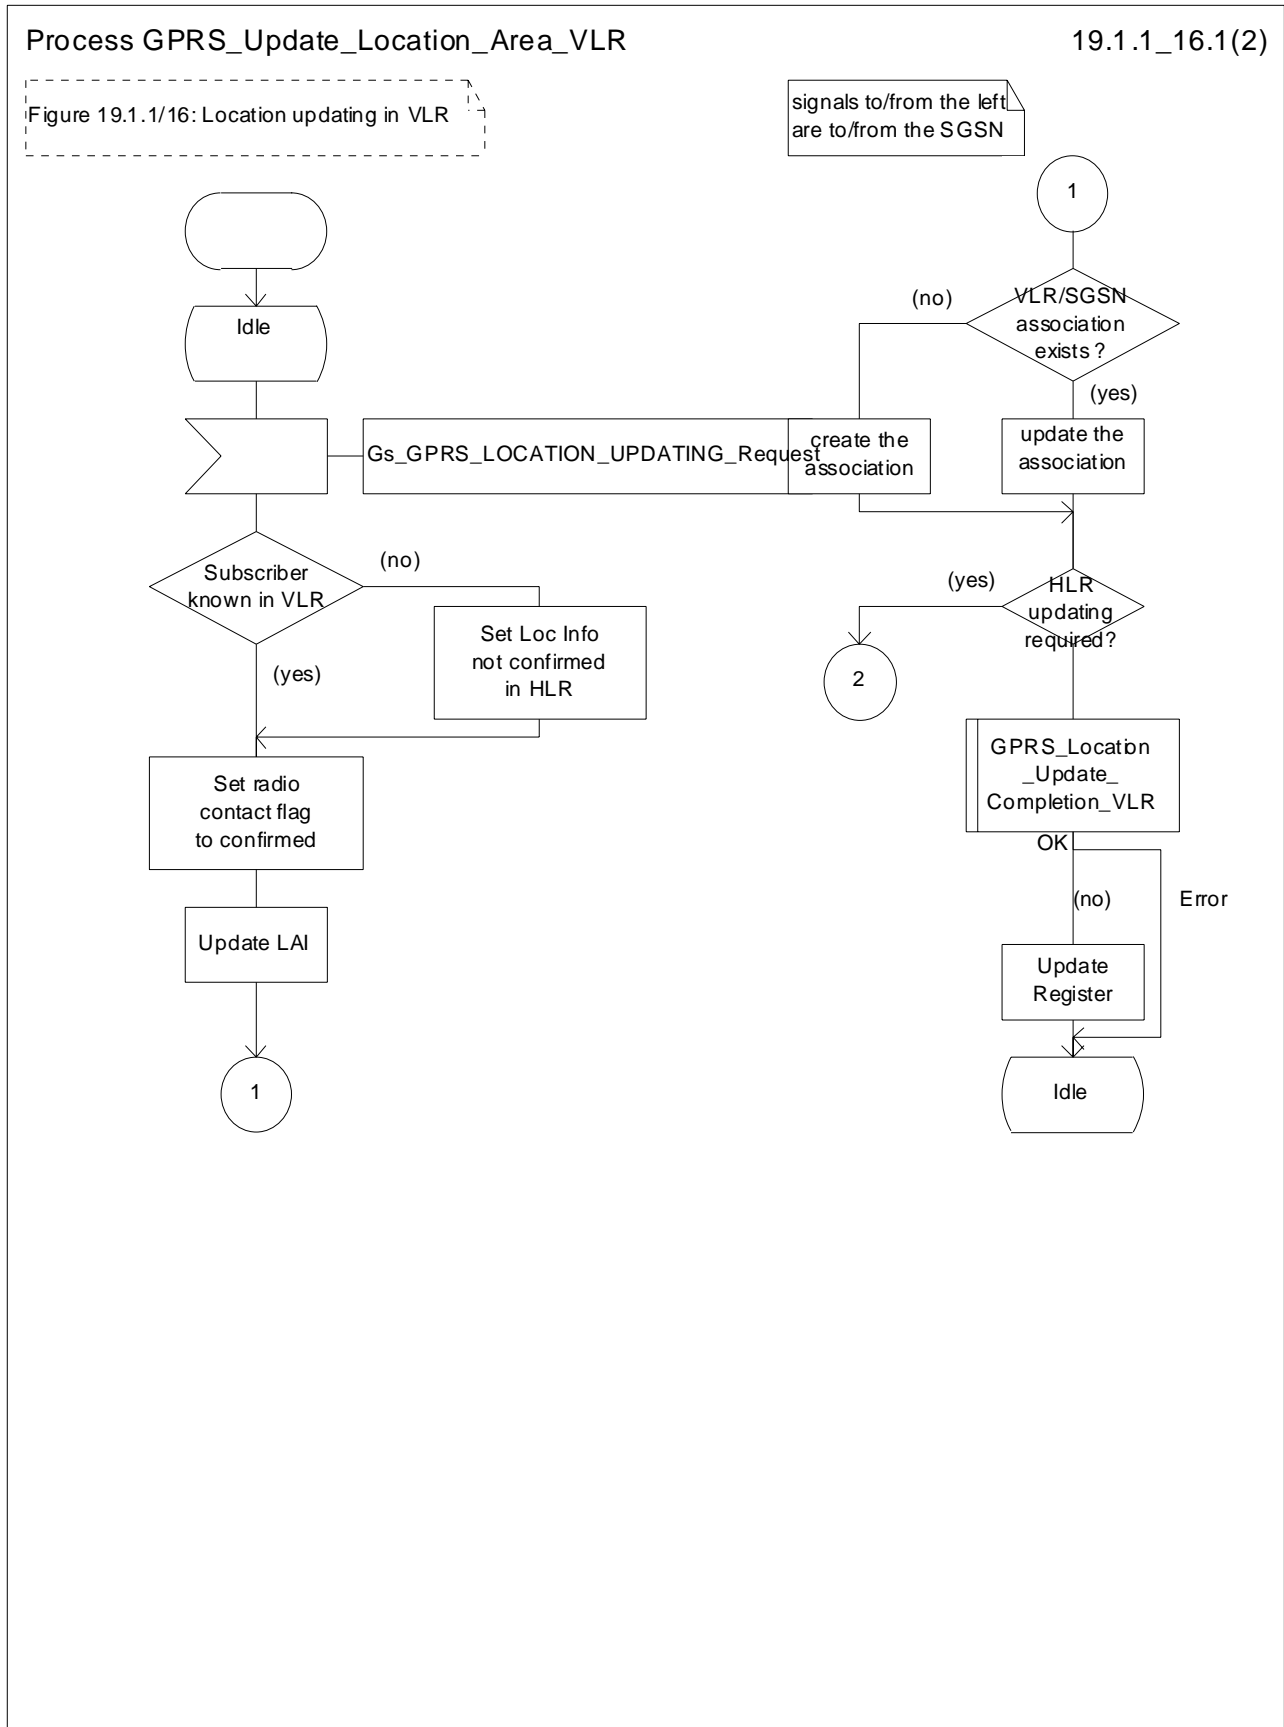 Process GPRS_Update_Location_Area_VLR
19.1.1_16.1(2)
Figure 19.1.1/16: Location updating in VLR
signals to/from the left
are to/from the SGSN
Idle
Gs_GPRS_LOCATION_UPDATING_Request
Subscriber
known in VLR
(no)
(yes)
Set Loc Info
not confirmed
in HLR
Set radio
contact flag
to confirmed
Update LAI
1
1
VLR/SGSN
association
exists ?
(no)
(yes)
create the
association
update the
association
HLR
updating
required?
(yes)
2
GPRS_Location
_Update_
Completion_VLR
OK
(no)
Error
Update
Register
Idle